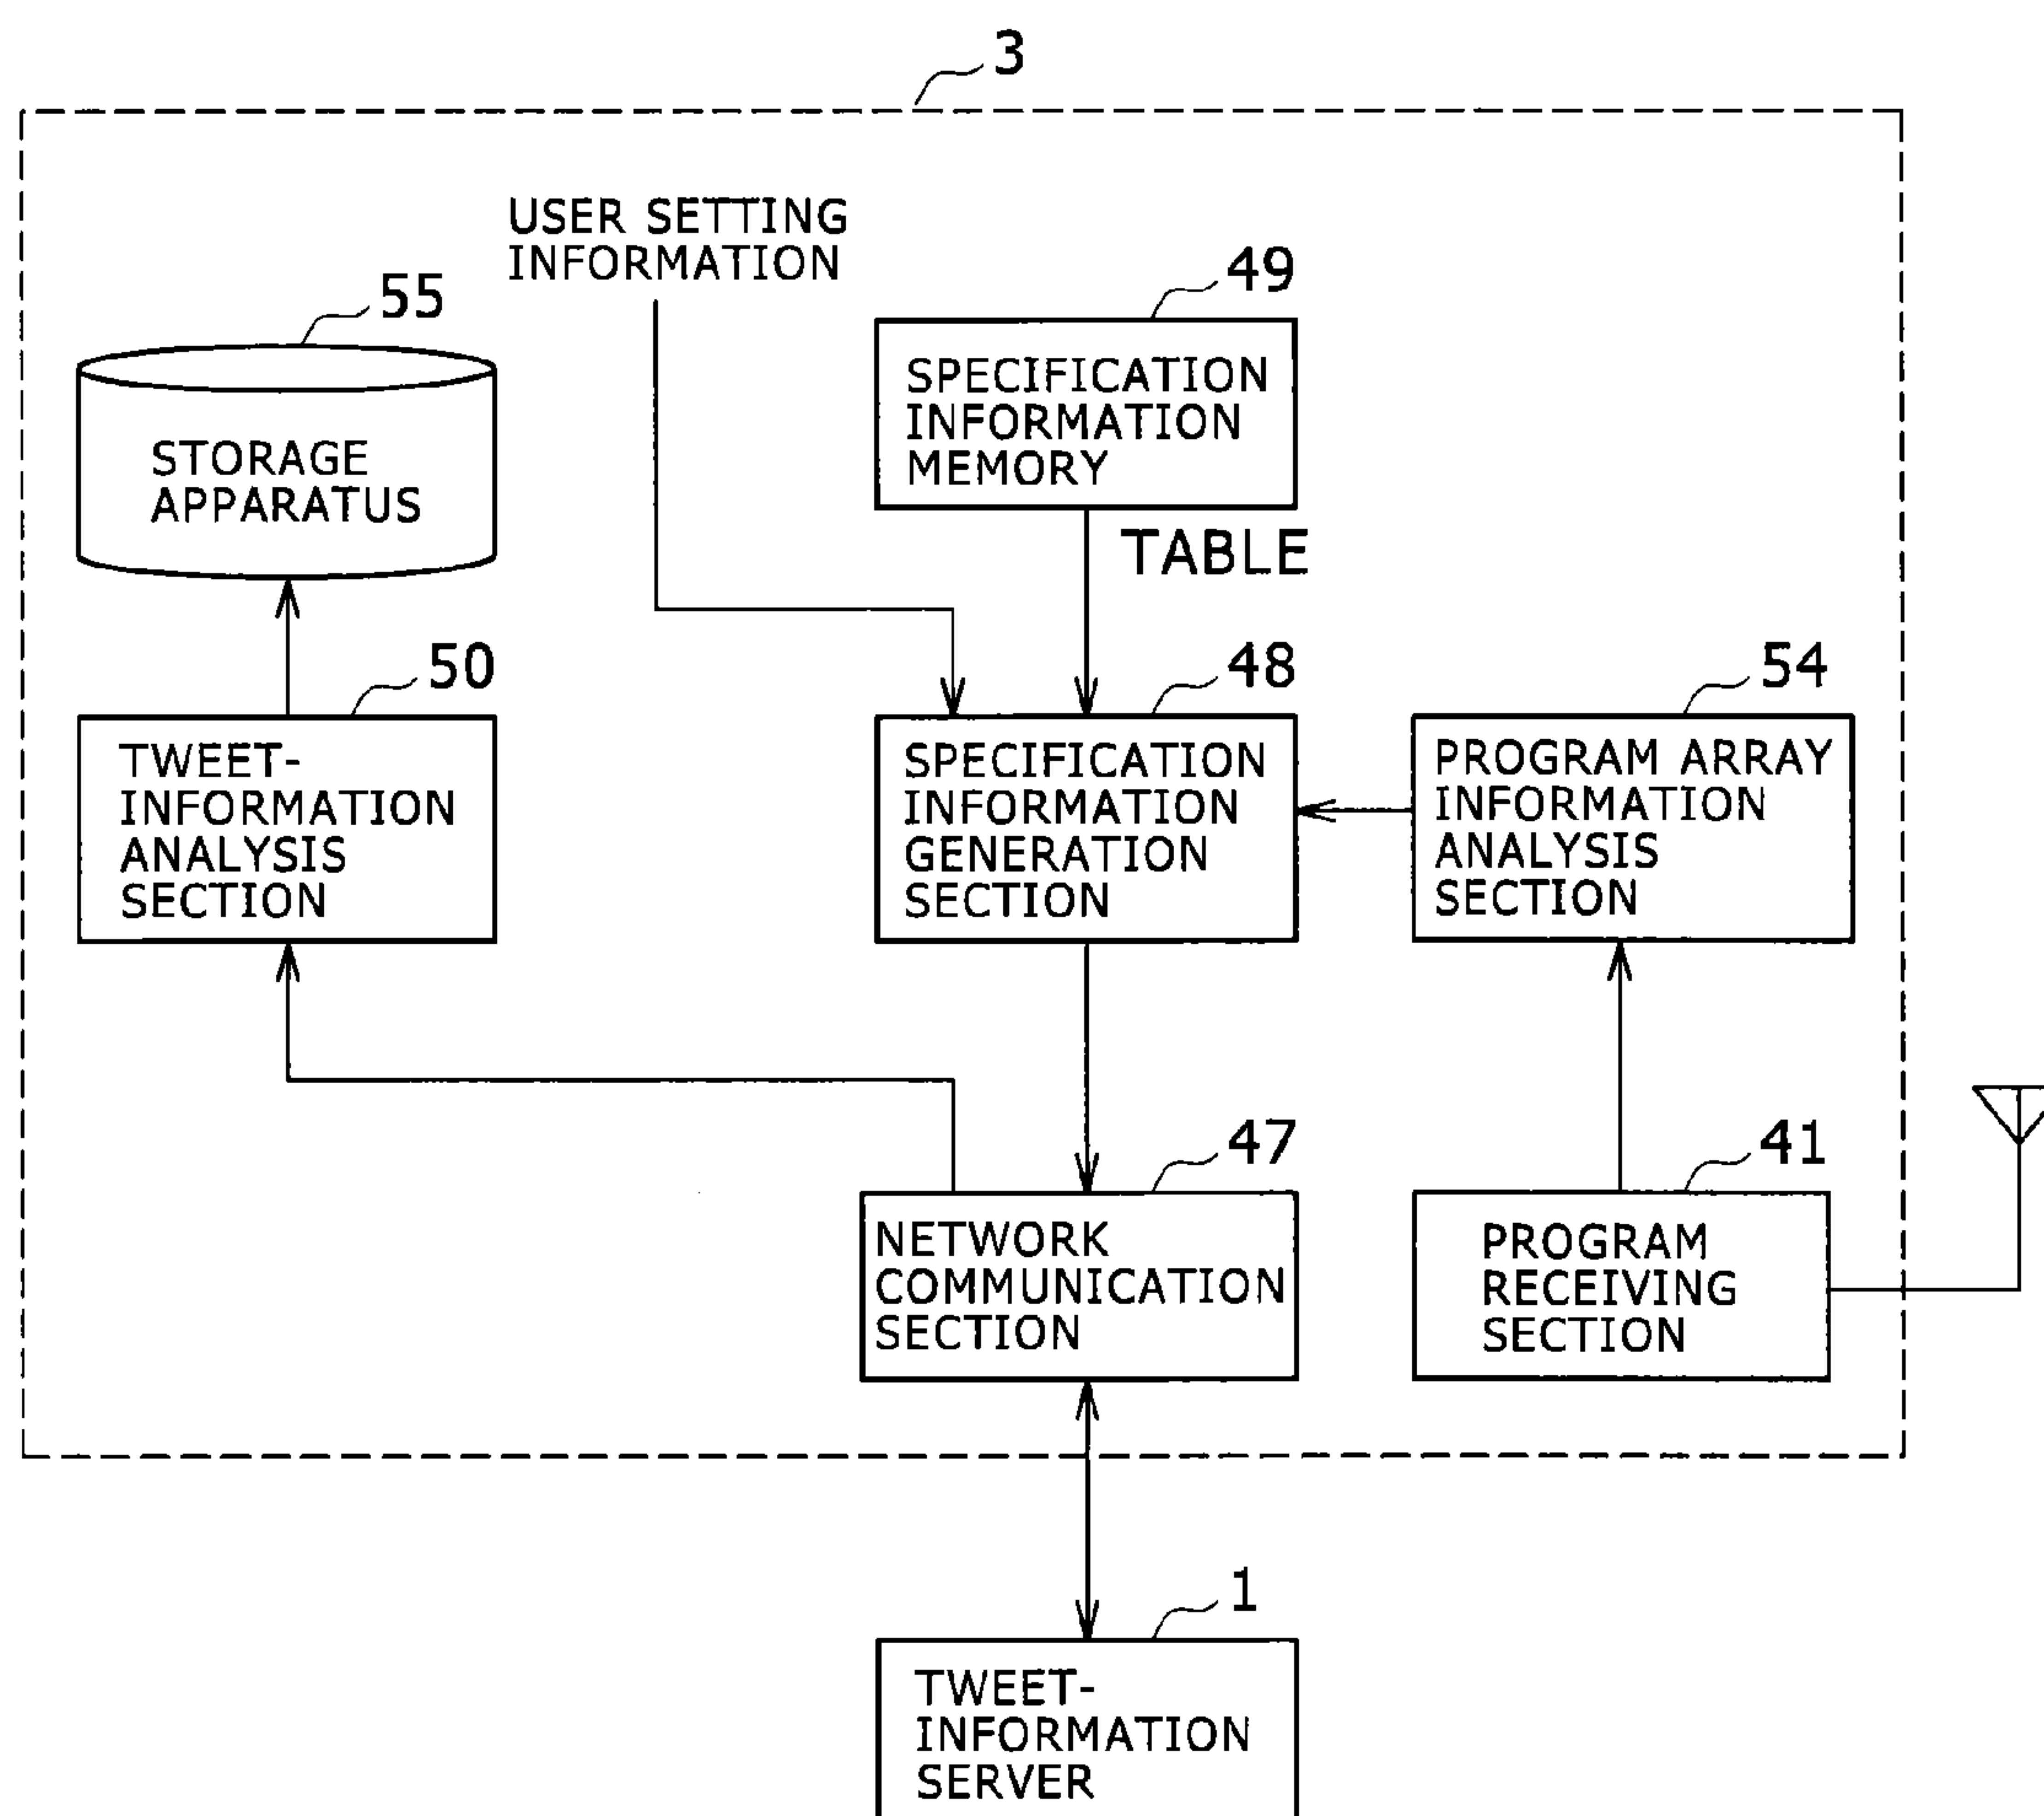 3
USER SETTING
INFORMATION
49
55
SPECIFICATION
INFORMATION
MEMORY
STORAGE
APPARATUS
TABLE
50
48
54
TWEET-
INFORMATION
ANALYSIS
SECTION
SPECIFICATION
INFORMATION
GENERATION
SECTION
PROGRAM ARRAY
INFORMATION
ANALYSIS
SECTION
47
41
NETWORK
COMMUNICATION
SECTION
PROGRAM
RECEIVING
SECTION
1
TWEET-
INFORMATION
SERVER